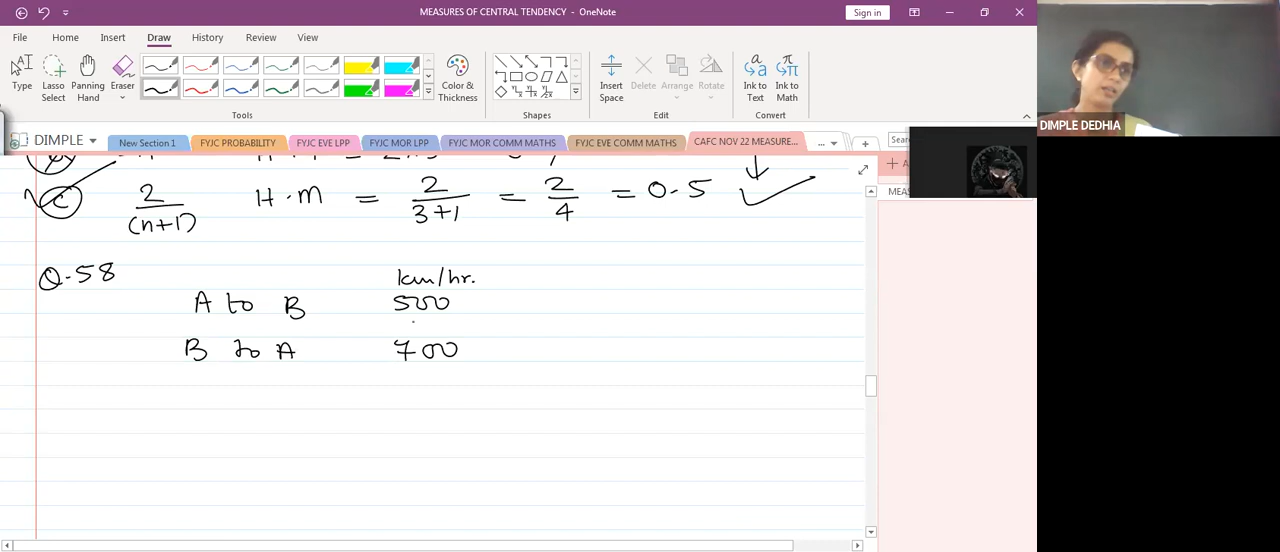 MEASURES OF CENTRAL TENDENCY - OneNote
Sign in
File Home Insert Draw History Review View
Type Lasso Select Panning Hand Eraser Color & Thickness Insert Space Delete Arrange Rotate Ink to Text Ink to Math
Tools Shapes Edit Convert
DIMPLE New Section 1 FYJC PROBABILITY FYJC EVE LPP FYJC MOR LPP FYJC MOR COMM MATHS FYJC EVE COMM MATHS CAFC NOV 22 MEASURE... ...
DIMPLE DEDHIA
(c) 2/(n+1) H.M = 2/(3+1) = 2/4 = 0.5
Q.58
km/hr.
A to B 500
B to A 700